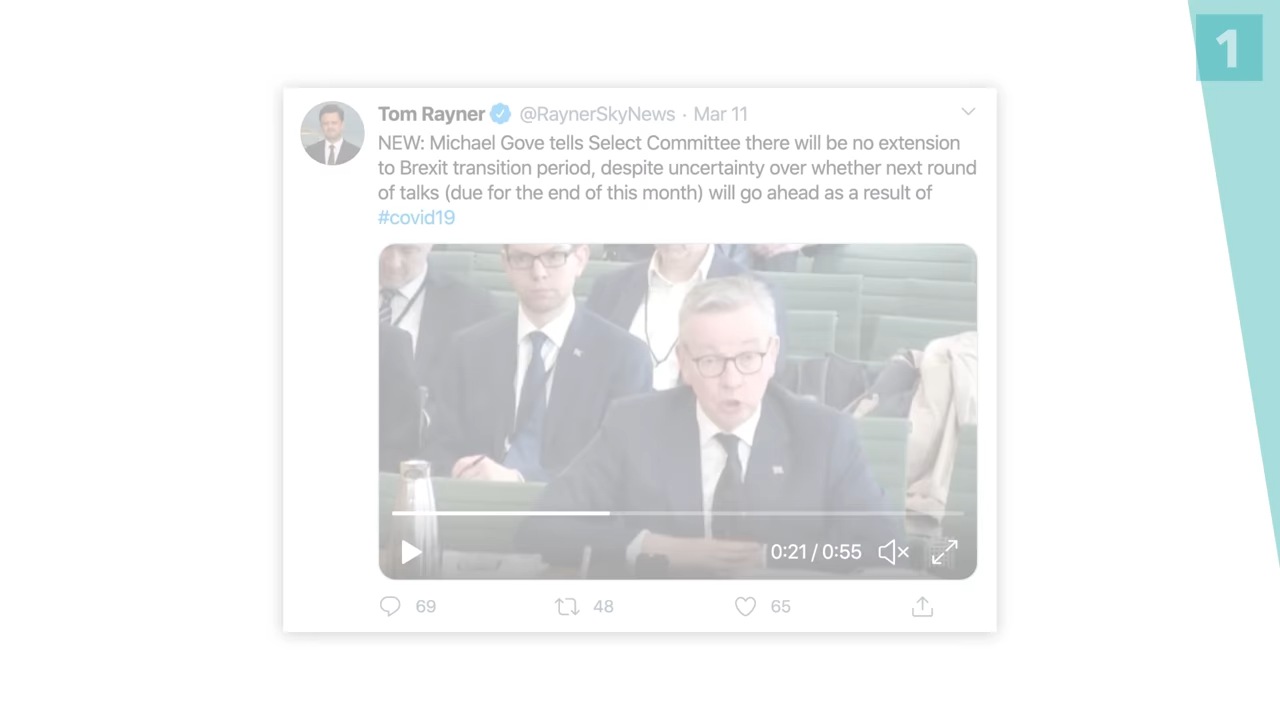 1
Tom Rayner @RaynerSkyNews · Mar 11
NEW: Michael Gove tells Select Committee there will be no extension
to Brexit transition period, despite uncertainty over whether next round
of talks (due for the end of this month) will go ahead as a result of
#covid19
0:21 / 0:55
69 48 65